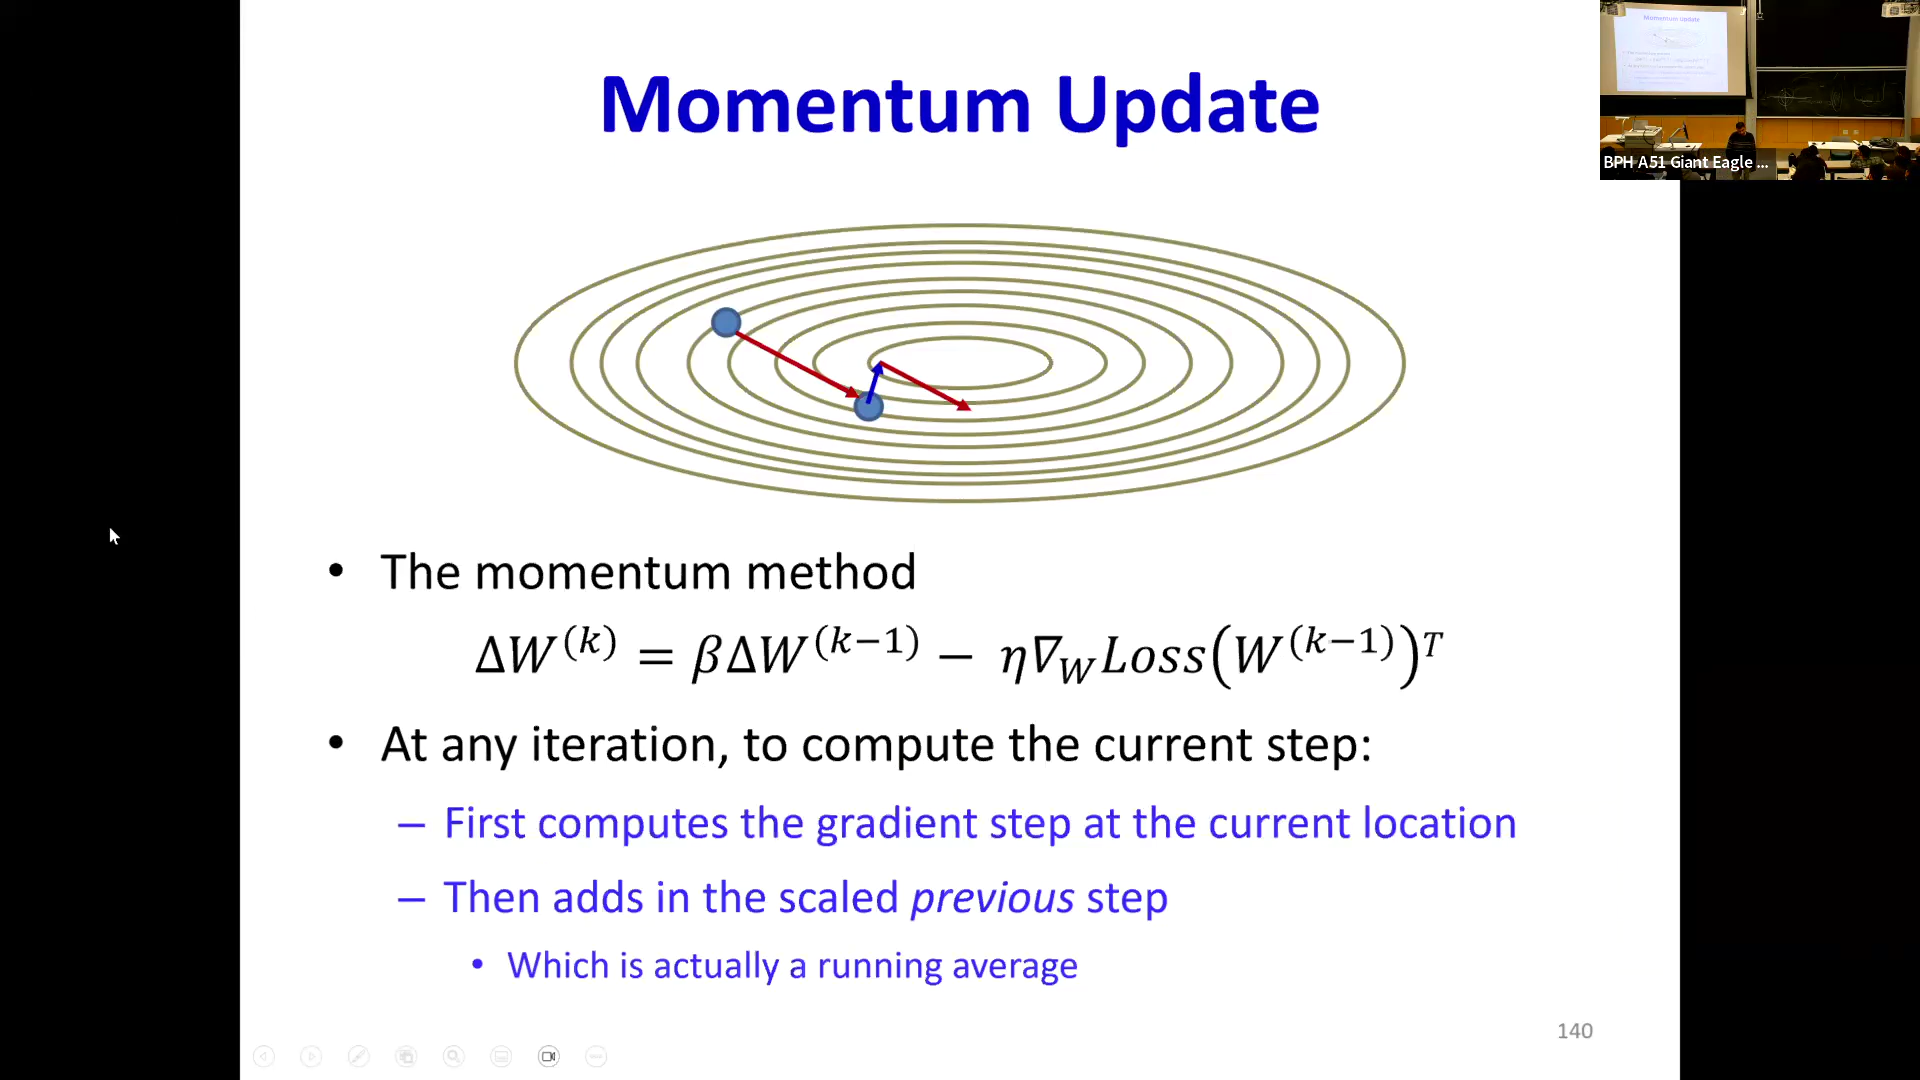 Momentum Update
BPH A51 Giant Eagle ...
• The momentum method
ΔW^(k) = βΔW^(k−1) − η∇_W Loss(W^(k−1))^T
• At any iteration, to compute the current step:
– First computes the gradient step at the current location
– Then adds in the scaled previous step
• Which is actually a running average
140